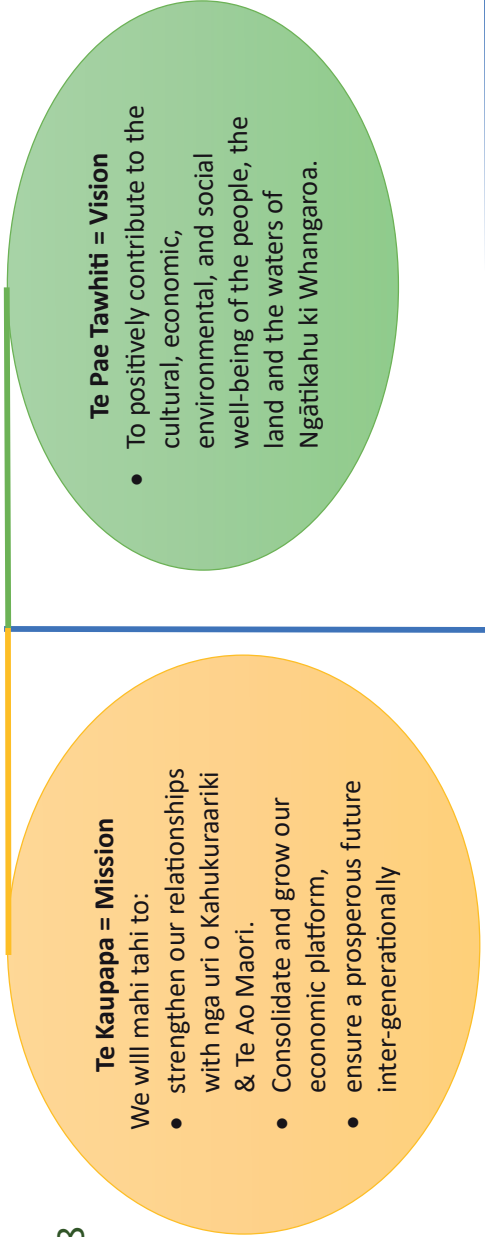 3
Te Kaupapa = Mission
We will mahi tahi to:
• strengthen our relationships
with nga uri o Kahukuraariki
& Te Ao Maori.
• Consolidate and grow our
economic platform,
• ensure a prosperous future
inter-generationally
Te Pae Tawhiti = Vision
• To positively contribute to the
cultural, economic,
environmental, and social
well-being of the people, the
land and the waters of
Ngātikahu ki Whangaroa.